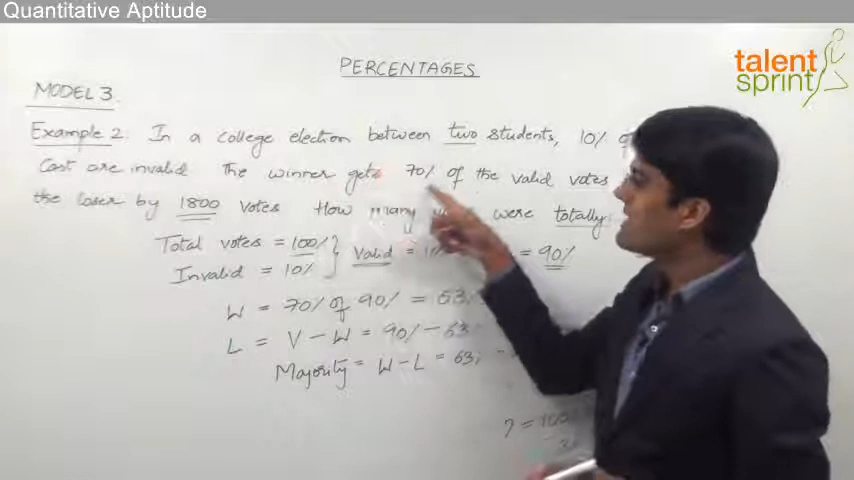 Quantitative Aptitude
PERCENTAGES
talent
sprint
MODEL 3
Example 2. In a college election between two students, 10%
Cast are invalid The winner gets 70% of the valid votes
the loser by 1800 votes How many were totally
Total votes = 100%
Invalid = 10% } Valid = = 90%
W = 70% of 90% = 63
L = V - W = 90% - 63
Majority = W - L = 63% -
? = 100